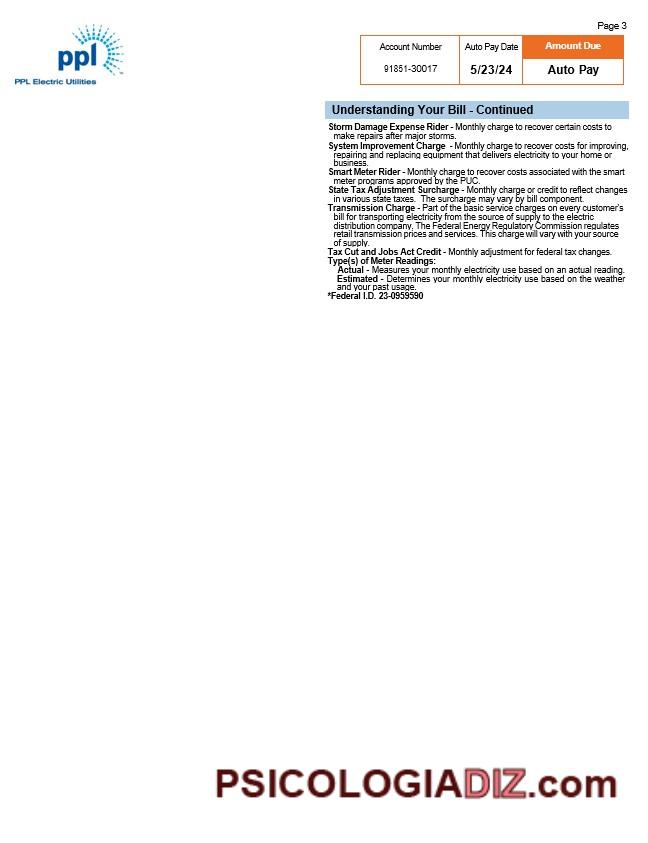 Page 3
ppl
PPL Electric Utilities
Account Number
Auto Pay Date
Amount Due
91851-30017
5/23/24
Auto Pay
Understanding Your Bill - Continued
Storm Damage Expense Rider - Monthly charge to recover certain costs to
make repairs after major storms.
System Improvement Charge - Monthly charge to recover costs for improving,
repairing and replacing equipment that delivers electricity to your home or
business.
Smart Meter Rider - Monthly charge to recover costs associated with the smart
meter programs approved by the PUC.
State Tax Adjustment Surcharge - Monthly charge or credit to reflect changes
in various state taxes. The surcharge may vary by bill component.
Transmission Charge - Part of the basic service charges on every customer's
bill for transporting electricity from the source of supply to the electric
distribution company. The Federal Energy Regulatory Commission regulates
retail transmission prices and services. This charge will vary with your source
of supply.
Tax Cut and Jobs Act Credit - Monthly adjustment for federal tax changes.
Type(s) of Meter Readings:
Actual - Measures your monthly electricity use based on an actual reading.
Estimated - Determines your monthly electricity use based on the weather
and your past usage.
*Federal I.D. 23-0959590
PSICOLOGIADIZ.com